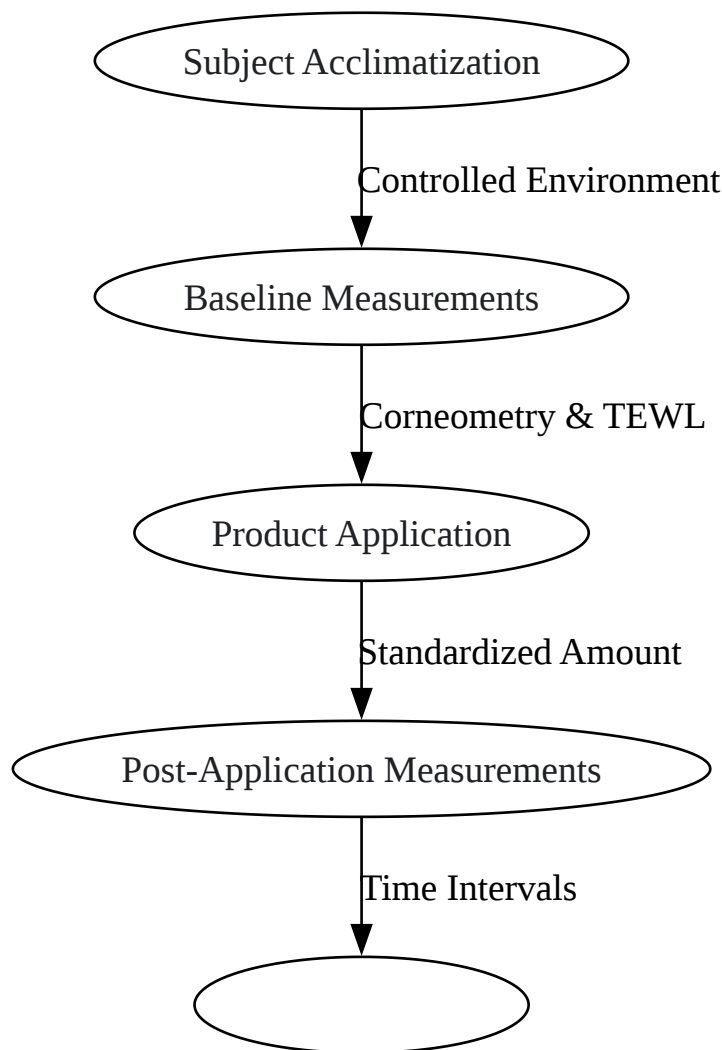 Subject Acclimatization
Controlled Environment
Baseline Measurements
Corneometry & TEWL
Product Application
Standardized Amount
Post-Application Measurements
Time Intervals